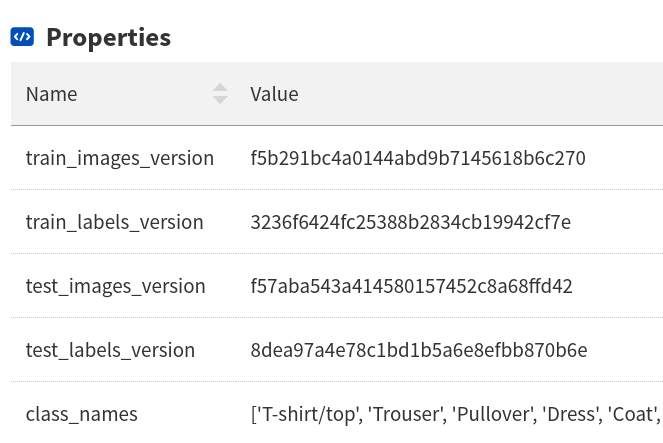 Properties
Name Value
train_images_version f5b291bc4a0144abd9b7145618b6c270
train_labels_version 3236f6424fc25388b2834cb19942cf7e
test_images_version f57aba543a414580157452c8a68ffd42
test_labels_version 8dea97a4e78c1bd1b5a6e8efbb870b6e
class_names ['T-shirt/top', 'Trouser', 'Pullover', 'Dress', 'Coat',